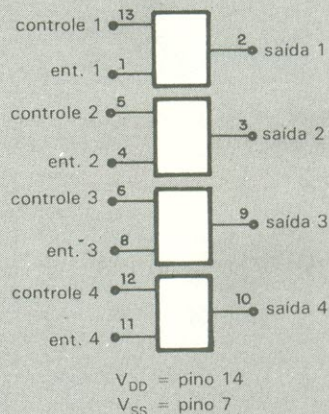 controle 1 13
2 saída 1
ent. 1 1
controle 2 5
3 saída 2
ent. 2 4
controle 3 6
9 saída 3
ent. 3 8
controle 4 12
10 saída 4
ent. 4 11
V_DD = pino 14
V_SS = pino 7